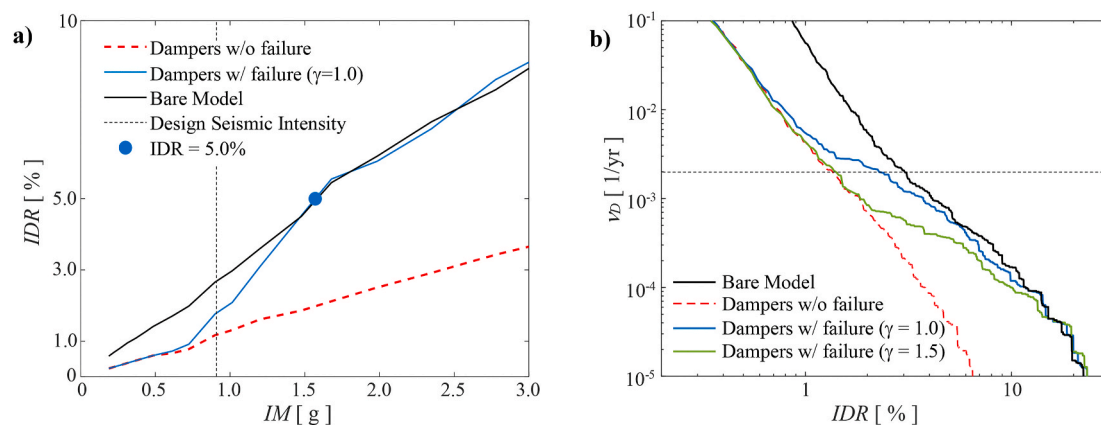 a)
10
Dampers w/o failure
Dampers w/ failure (γ=1.0)
Bare Model
Design Seismic Intensity
IDR = 5.0%
IDR [ % ]
5.0
3.0
1.0
0
0 0.5 1.0 1.5 2.0 2.5 3.0
IM [ g ]
b)
10⁻¹
10⁻²
10⁻³
10⁻⁴
10⁻⁵
ν_D [ 1/yr ]
Bare Model
Dampers w/o failure
Dampers w/ failure (γ = 1.0)
Dampers w/ failure (γ = 1.5)
1 10
IDR [ % ]